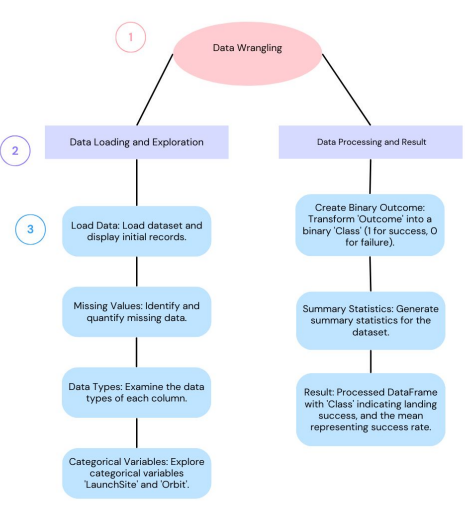 1
Data Wrangling
2
Data Loading and Exploration
Data Processing and Result
3
Load Data: Load dataset and
display initial records.
Missing Values: Identify and
quantify missing data.
Data Types: Examine the data
types of each column.
Categorical Variables: Explore
categorical variables
'LaunchSite' and 'Orbit'.
Create Binary Outcome:
Transform 'Outcome' into a
binary 'Class' (1 for success, 0
for failure).
Summary Statistics: Generate
summary statistics for the
dataset.
Result: Processed DataFrame
with 'Class' indicating landing
success, and the mean
representing success rate.